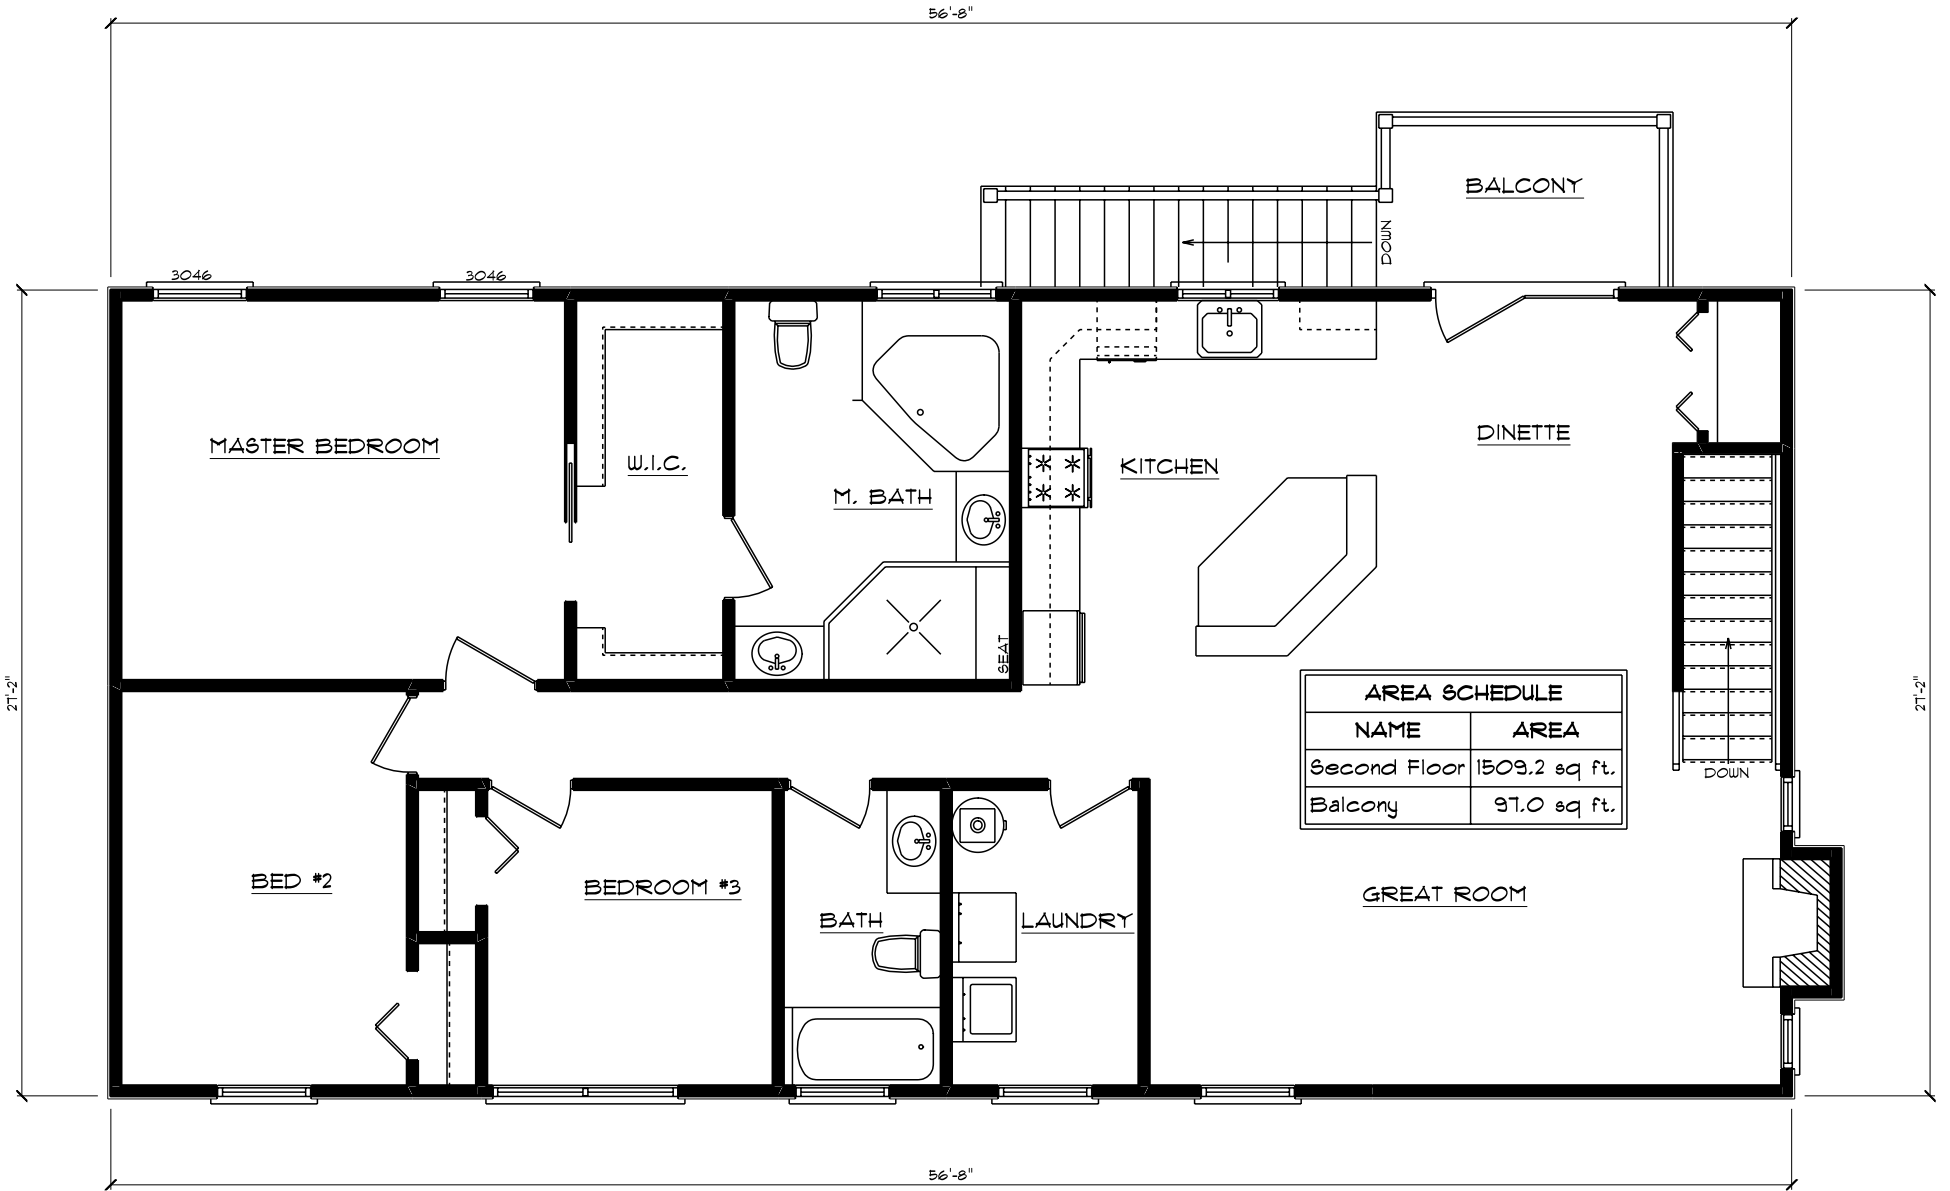 56'-8"
BALCONY
DOWN
3046
3046
MASTER BEDROOM
W.I.C.
M. BATH
KITCHEN
DINETTE
SEAT
27'-2"
27'-2"
AREA SCHEDULE
NAME AREA
Second Floor 1509.2 sq ft.
Balcony 97.0 sq ft.
DOWN
BED #2
BEDROOM #3
BATH
LAUNDRY
GREAT ROOM
56'-8"